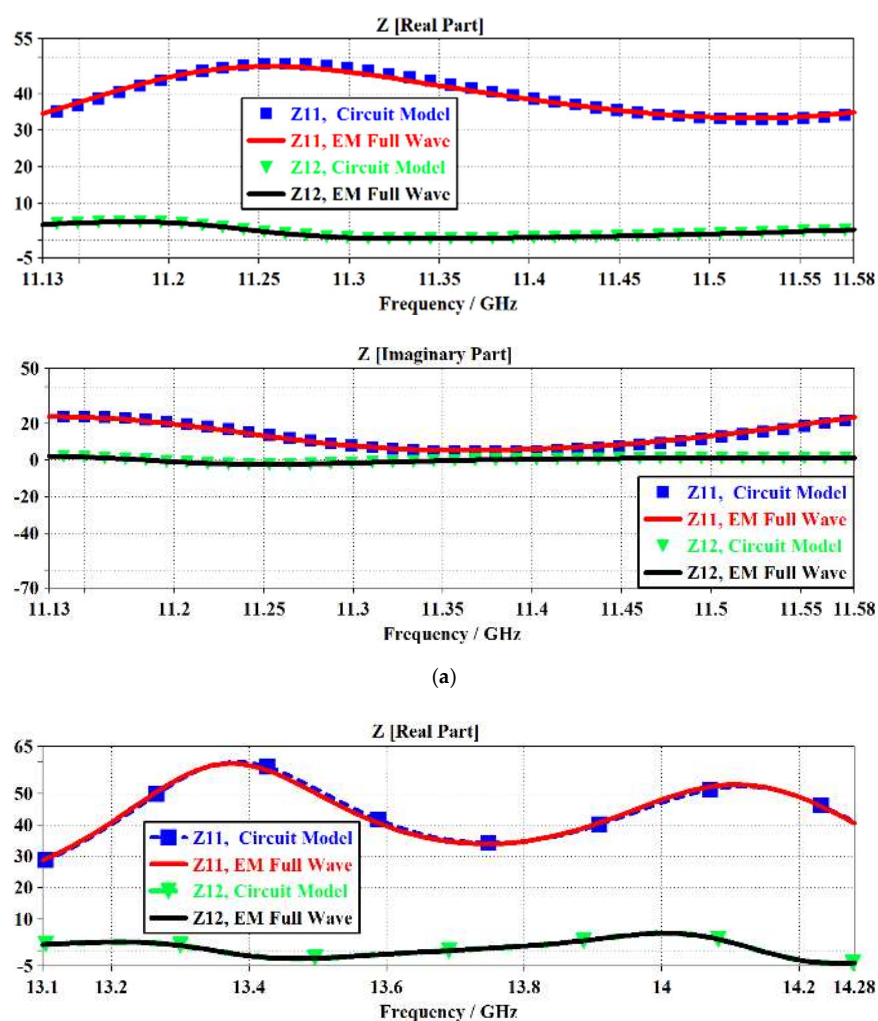 Z [Real Part]
55
40
30
20
10
-5
11.13 11.2 11.25 11.3 11.35 11.4 11.45 11.5 11.55 11.58
Frequency / GHz
Z11, Circuit Model
Z11, EM Full Wave
Z12, Circuit Model
Z12, EM Full Wave
Z [Imaginary Part]
50
20
0
-20
-40
-70
11.13 11.2 11.25 11.3 11.35 11.4 11.45 11.5 11.55 11.58
Frequency / GHz
Z11, Circuit Model
Z11, EM Full Wave
Z12, Circuit Model
Z12, EM Full Wave
(a)
Z [Real Part]
65
50
40
30
10
-5
13.1 13.2 13.4 13.6 13.8 14 14.2 14.28
Frequency / GHz
Z11, Circuit Model
Z11, EM Full Wave
Z12, Circuit Model
Z12, EM Full Wave